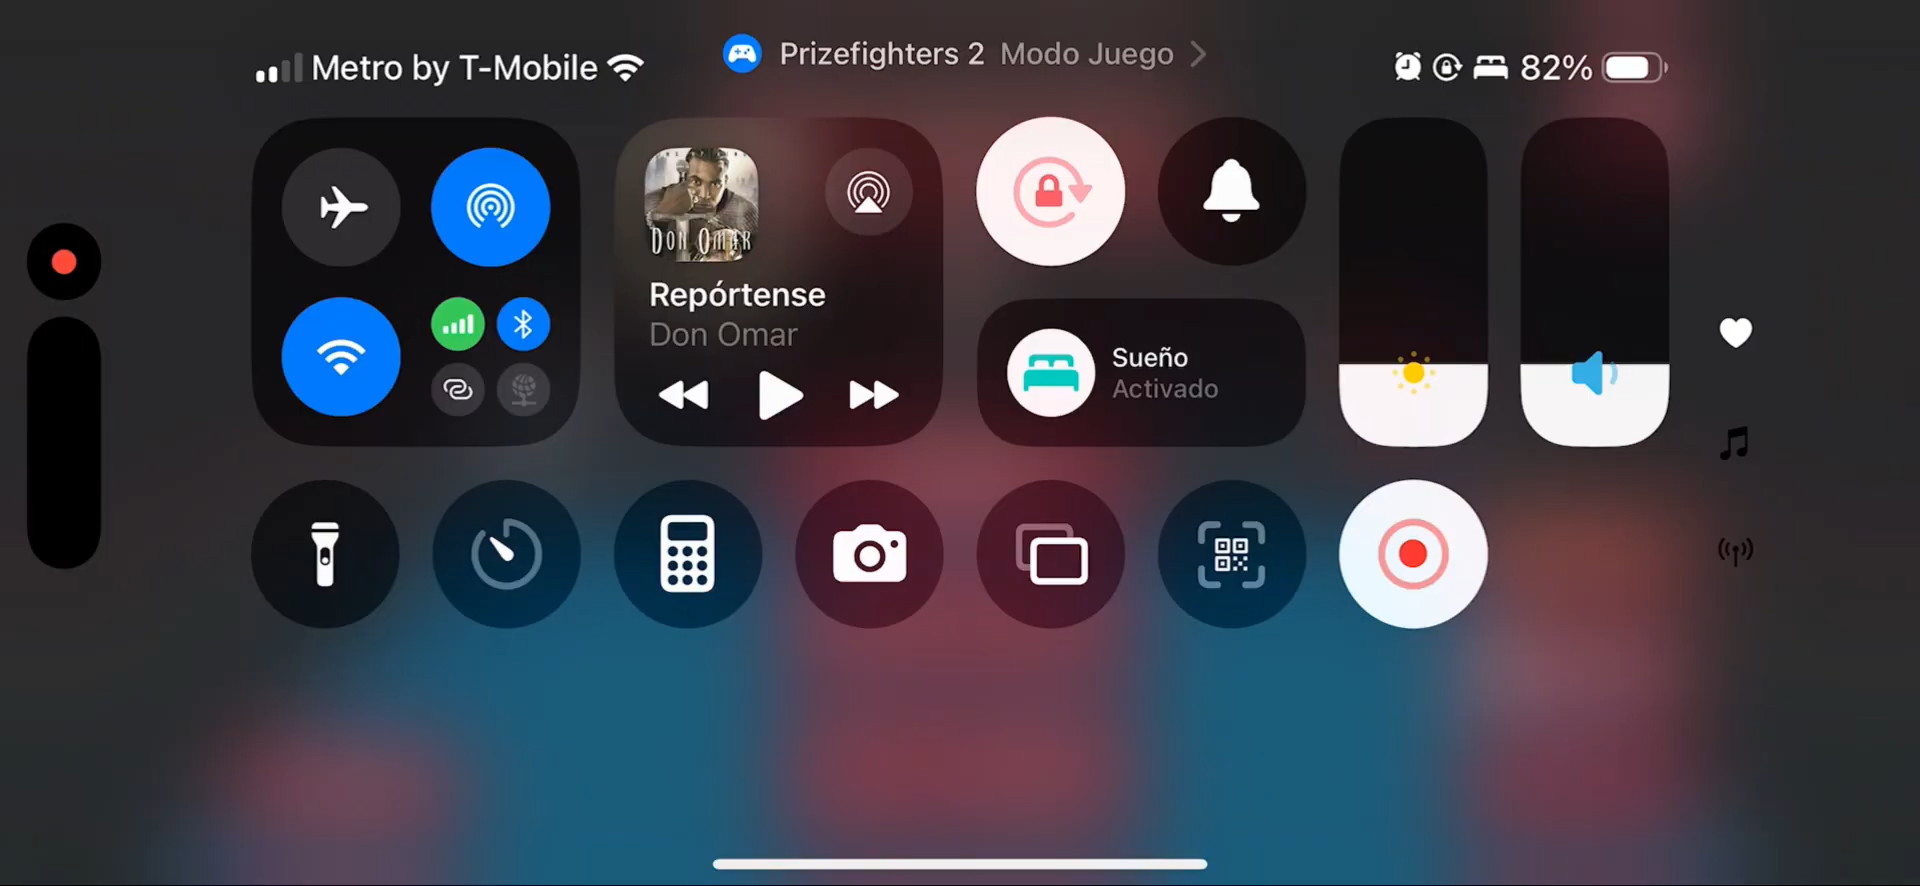 Metro by T-Mobile
Prizefighters 2 Modo Juego
82%
DON OMAR
Repórtense
Don Omar
Sueño
Activado